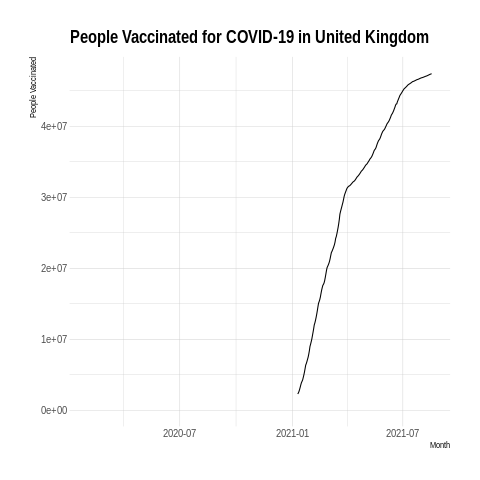 People Vaccinated for COVID-19 in United Kingdom
People Vaccinated
4e+07
3e+07
2e+07
1e+07
0e+00
2020-07
2021-01
2021-07
Month